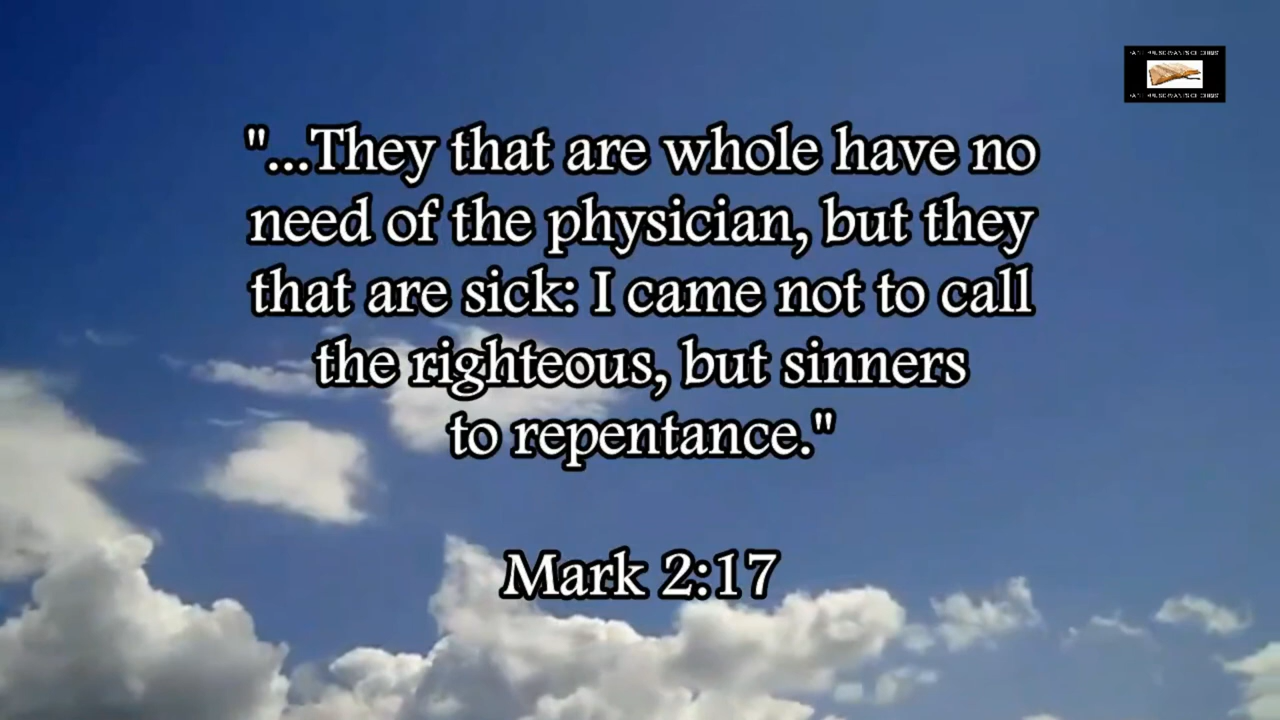 "...They that are whole have no
need of the physician, but they
that are sick: I came not to call
the righteous, but sinners
to repentance."
Mark 2:17